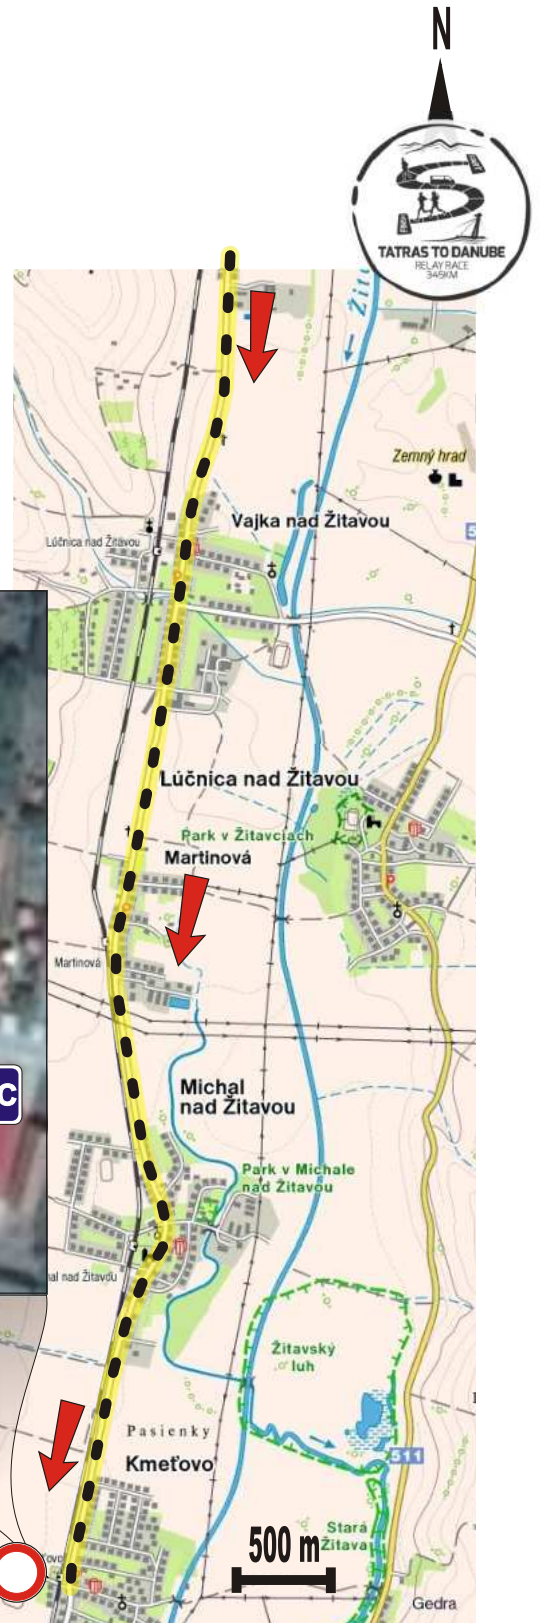 N
TATRAS TO DANUBE
RELAY RACE
345KM
Žito
Zemný hrad
Vajka nad Žitavou
Lúčnica nad Žitavou
Lúčnica nad Žitavou
Park v Žitavciach
Martinová
P
Martinová
Michal
nad Žitavou
C
Park v Michale
nad Žitavou
al nad Žitavou
Žitavský
luh
Pasienky
Kmeťovo
511
500 m
Stará
Žitava
Gedra